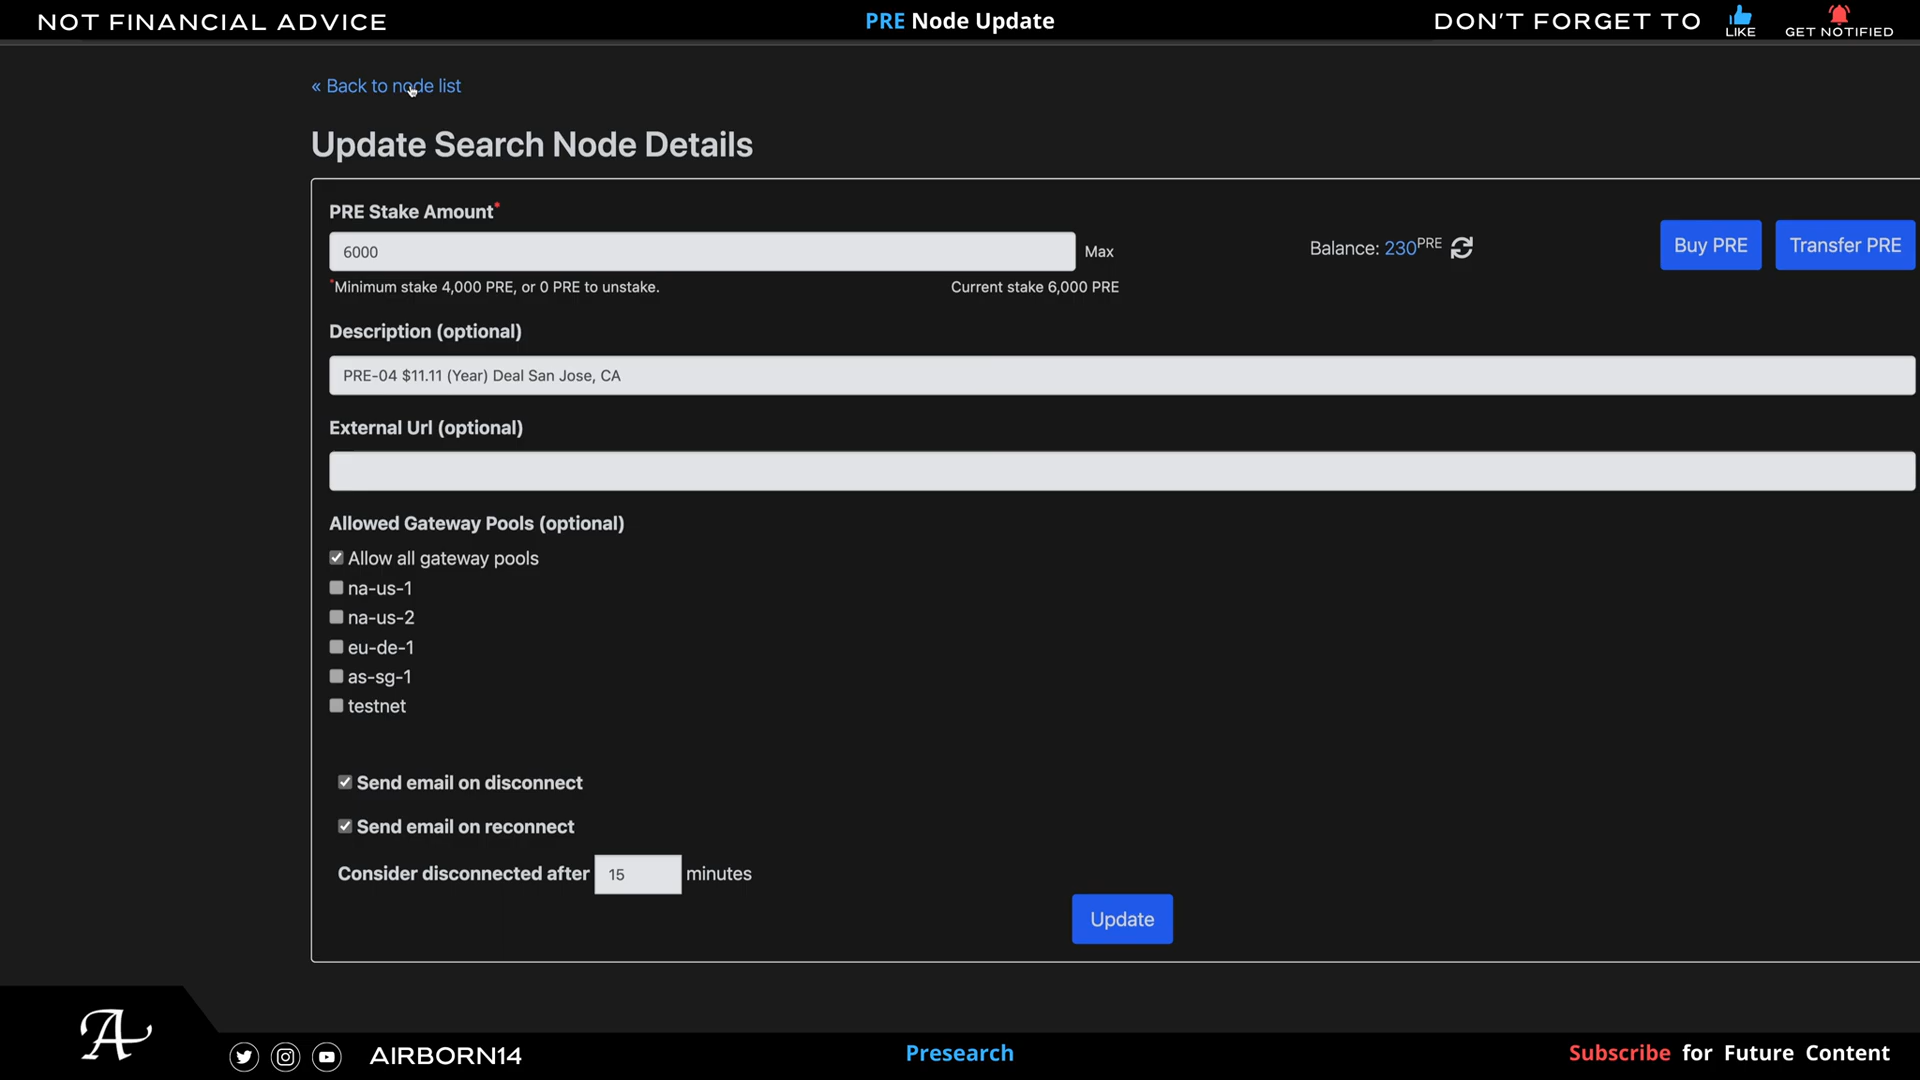 NOT FINANCIAL ADVICE
PRE Node Update
DON'T FORGET TO
LIKE
GET NOTIFIED
« Back to node list
Update Search Node Details
PRE Stake Amount*
6000
Max
Balance: 230PRE
Buy PRE
Transfer PRE
*Minimum stake 4,000 PRE, or 0 PRE to unstake.
Current stake 6,000 PRE
Description (optional)
PRE-04 $11.11 (Year) Deal San Jose, CA
External Url (optional)
Allowed Gateway Pools (optional)
Allow all gateway pools
na-us-1
na-us-2
eu-de-1
as-sg-1
testnet
Send email on disconnect
Send email on reconnect
Consider disconnected after 15 minutes
Update
A
AIRBORN14
Presearch
Subscribe for Future Content